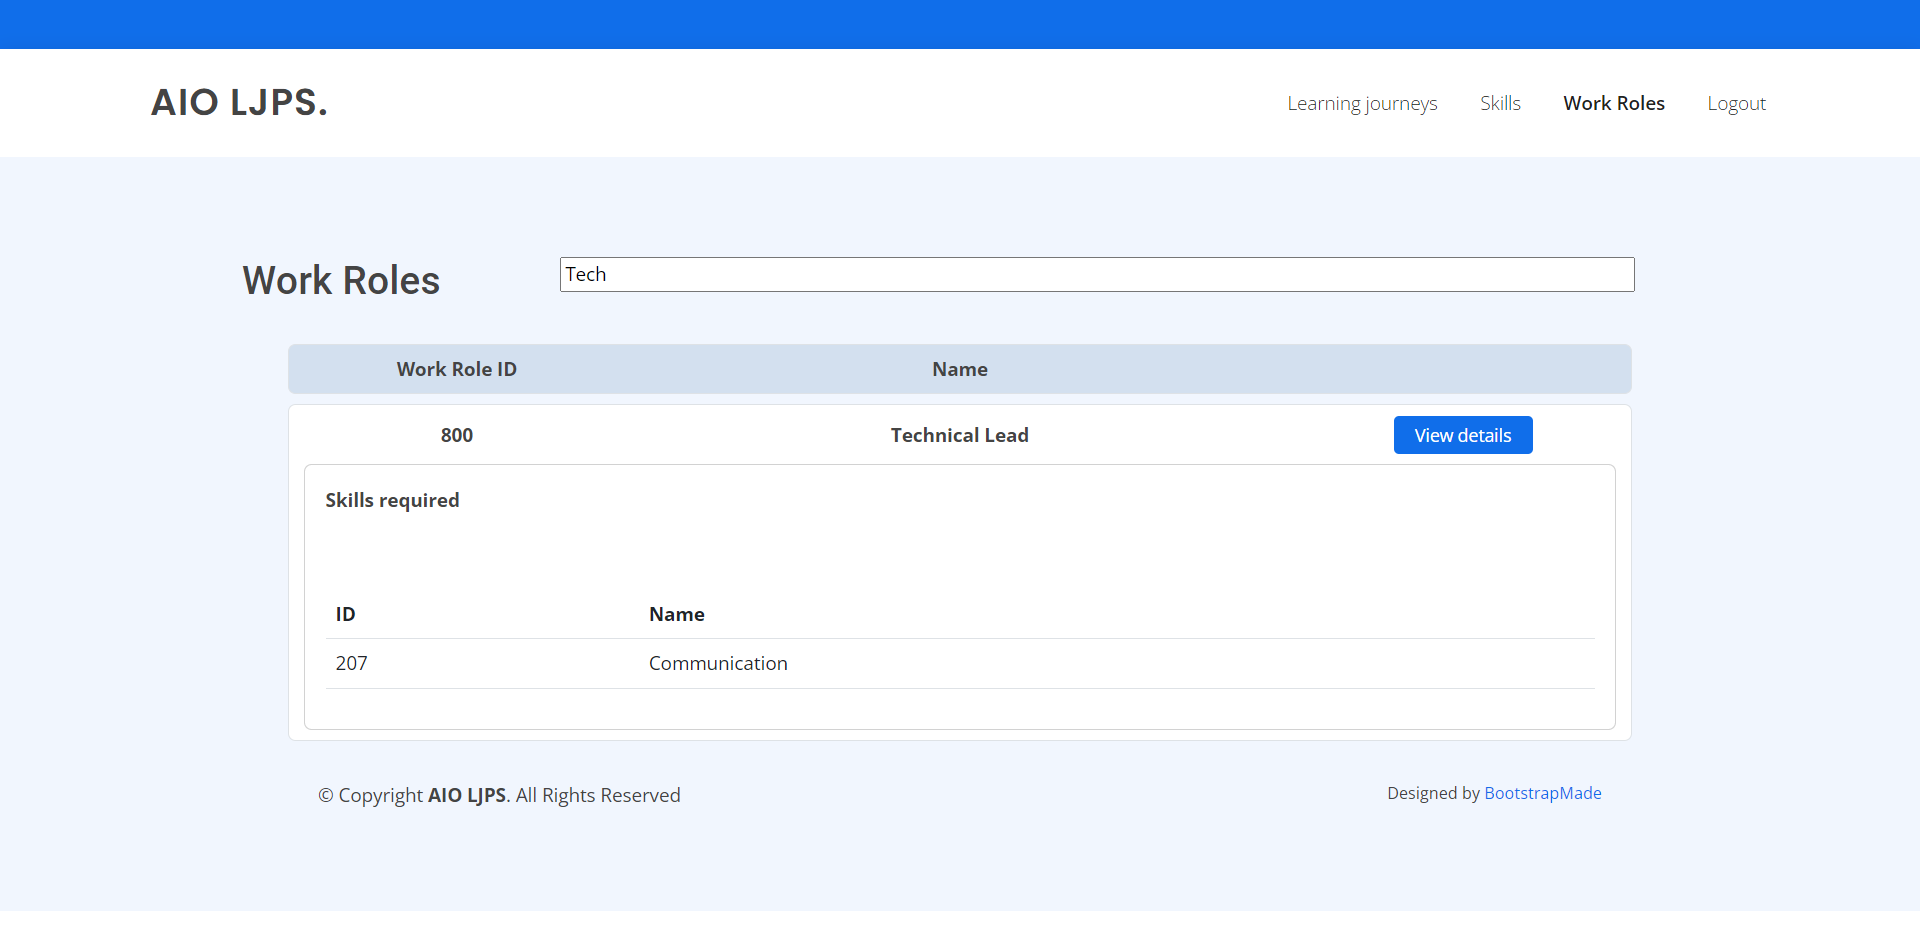 AIO LJPS.
Learning journeys Skills Work Roles Logout
Work Roles
Tech
Work Role ID Name
800 Technical Lead View details
Skills required
ID Name
207 Communication
© Copyright AIO LJPS. All Rights Reserved
Designed by BootstrapMade